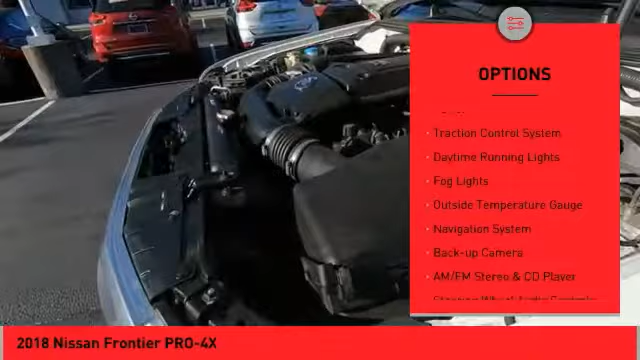 OPTIONS
Traction Control System
Daytime Running Lights
Fog Lights
Outside Temperature Gauge
Navigation System
Back-up Camera
AM/FM Stereo & CD Player
2018 Nissan Frontier PRO-4X